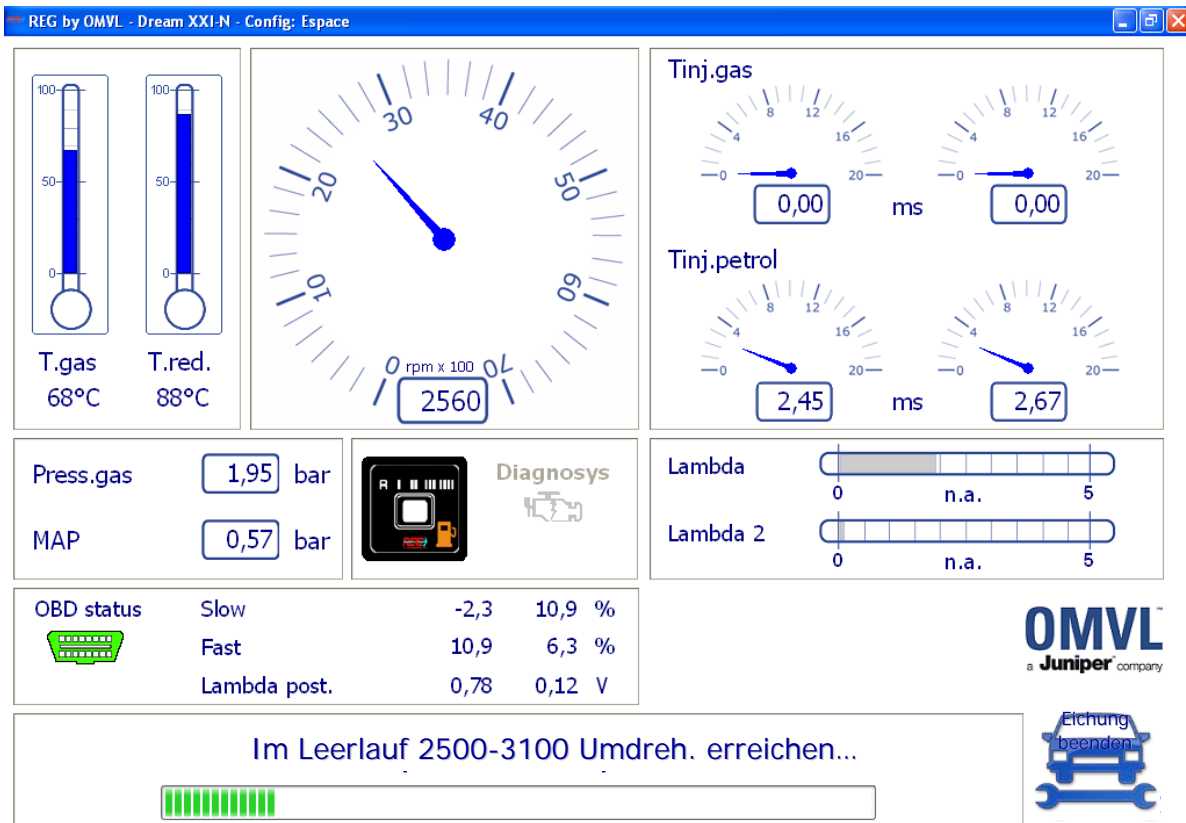 REG by OMVL - Dream XXI-N - Config: Espace
100
50
0
T.gas
68°C
100
50
0
T.red.
88°C
0
10
20
30
40
50
60
70
rpm x 100
2560
Tinj.gas
0 4 8 12 16 20
0,00
ms
0 4 8 12 16 20
0,00
Tinj.petrol
0 4 8 12 16 20
2,45
ms
0 4 8 12 16 20
2,67
Press.gas 1,95 bar
MAP 0,57 bar
R I II III IIII
REG
Diagnosys
Lambda
0 n.a. 5
Lambda 2
0 n.a. 5
OBD status Slow -2,3 10,9 %
Fast 10,9 6,3 %
Lambda post. 0,78 0,12 V
OMVL™
a Juniper company
Im Leerlauf 2500-3100 Umdreh. erreichen...
Eichung
beenden